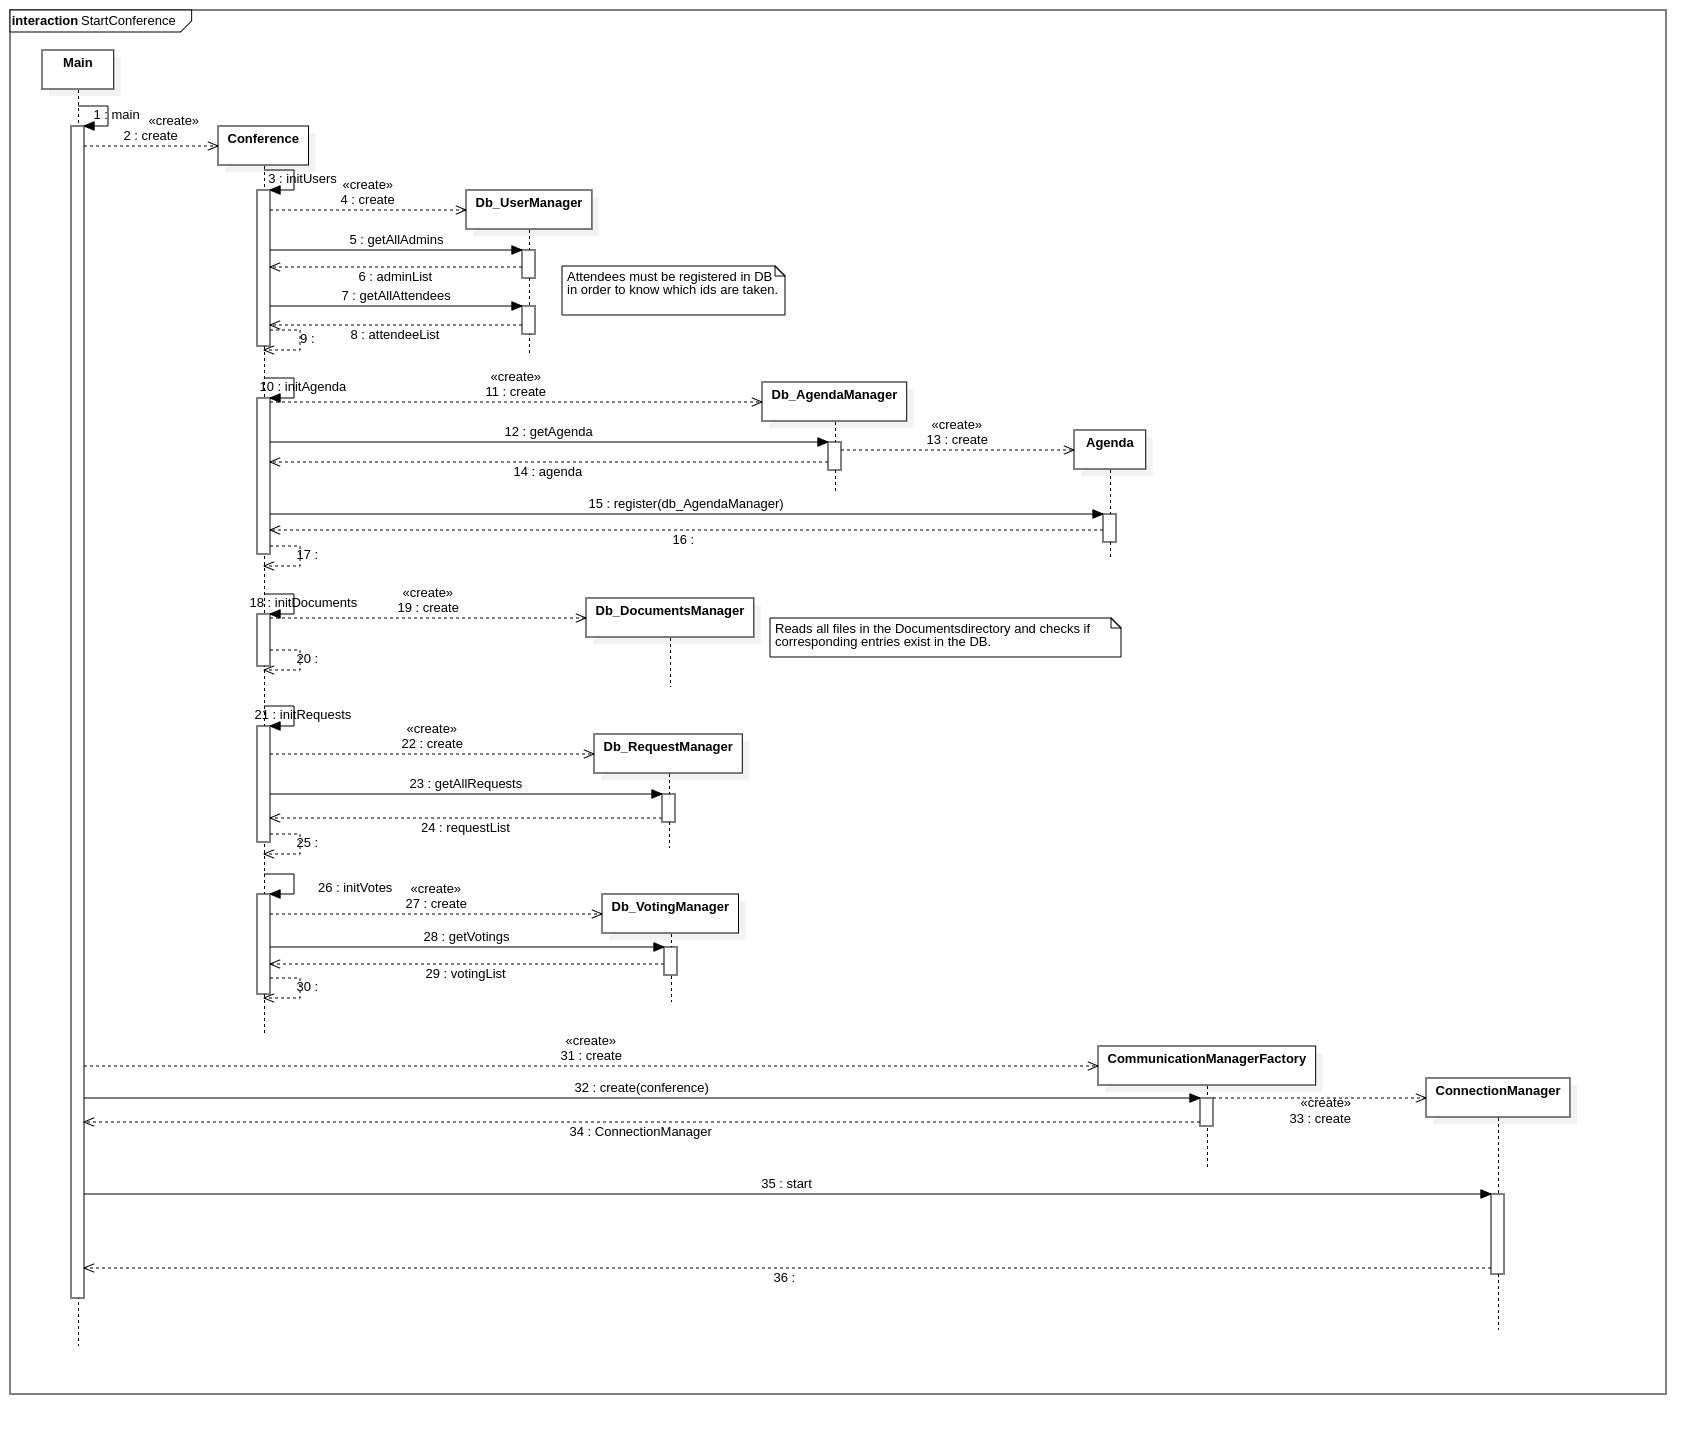 interaction StartConference
Main
1 : main
«create»
2 : create
Conference
3 : initUsers
«create»
4 : create
Db_UserManager
5 : getAllAdmins
6 : adminList
Attendees must be registered in DB
in order to know which ids are taken.
7 : getAllAttendees
8 : attendeeList
9 :
10 : initAgenda
«create»
11 : create
Db_AgendaManager
12 : getAgenda
«create»
13 : create
Agenda
14 : agenda
15 : register(db_AgendaManager)
16 :
17 :
18 : initDocuments
«create»
19 : create
Db_DocumentsManager
Reads all files in the Documentsdirectory and checks if
corresponding entries exist in the DB.
20 :
21 : initRequests
«create»
22 : create
Db_RequestManager
23 : getAllRequests
24 : requestList
25 :
26 : initVotes
«create»
27 : create
Db_VotingManager
28 : getVotings
29 : votingList
30 :
«create»
31 : create
CommunicationManagerFactory
32 : create(conference)
ConnectionManager
«create»
33 : create
34 : ConnectionManager
35 : start
36 :